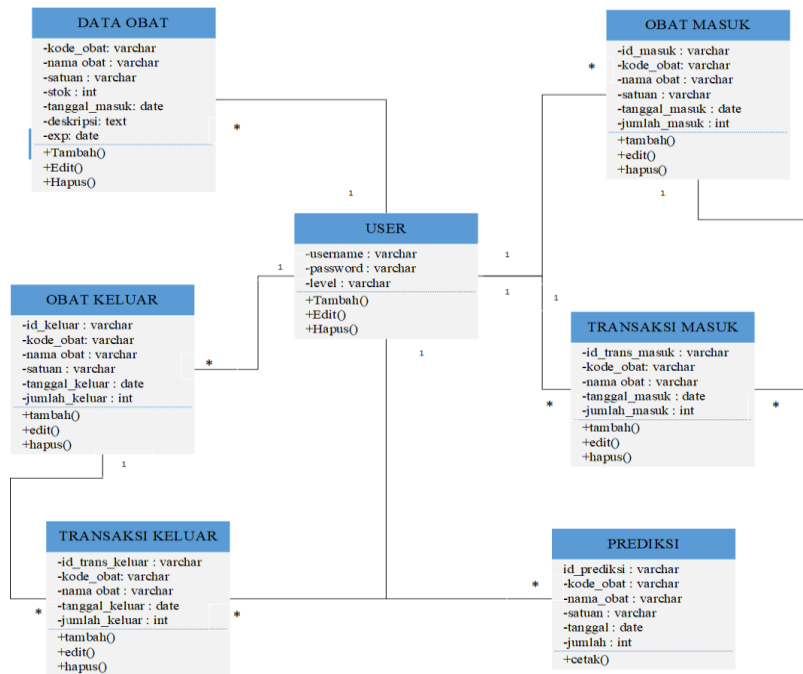 DATA OBAT
-kode_obat: varchar
-nama obat : varchar
-satuan : varchar
-stok : int
-tanggal_masuk: date
-deskripsi: text
-exp: date
+Tambah()
+Edit()
+Hapus()
*
1
OBAT MASUK
-id_masuk : varchar
-kode_obat: varchar
-nama obat : varchar
-satuan : varchar
-tanggal_masuk : date
-jumlah_masuk : int
+tambah()
+edit()
+hapus()
*
1
USER
-username : varchar
-password : varchar
-level : varchar
+Tambah()
+Edit()
+Hapus()
1
1
1
1
1
OBAT KELUAR
-id_keluar : varchar
-kode_obat: varchar
-nama obat : varchar
-satuan : varchar
-tanggal_keluar : date
-jumlah_keluar : int
+tambah()
+edit()
+hapus()
*
1
TRANSAKSI MASUK
-id_trans_masuk : varchar
-kode_obat: varchar
-nama obat : varchar
-tanggal_masuk : date
-jumlah_masuk : int
+tambah()
+edit()
+hapus()
*
*
TRANSAKSI KELUAR
-id_trans_keluar : varchar
-kode_obat: varchar
-nama obat : varchar
-tanggal_keluar : date
-jumlah_keluar : int
+tambah()
+edit()
+hapus()
*
*
PREDIKSI
id_prediksi : varchar
-kode_obat : varchar
-nama_obat : varchar
-satuan : varchar
-tanggal : date
-jumlah : int
+cetak()
*